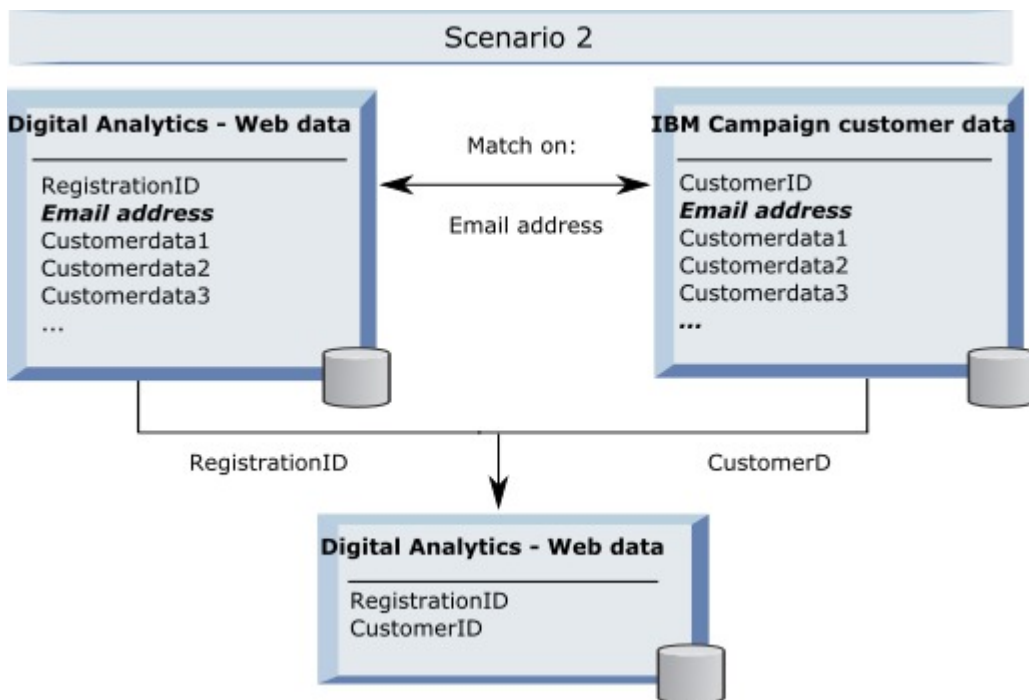 Scenario 2
Digital Analytics - Web data
RegistrationID
Email address
Customerdata1
Customerdata2
Customerdata3
...
Match on:
Email address
IBM Campaign customer data
CustomerID
Email address
Customerdata1
Customerdata2
Customerdata3
...
RegistrationID
CustomerD
Digital Analytics - Web data
RegistrationID
CustomerID